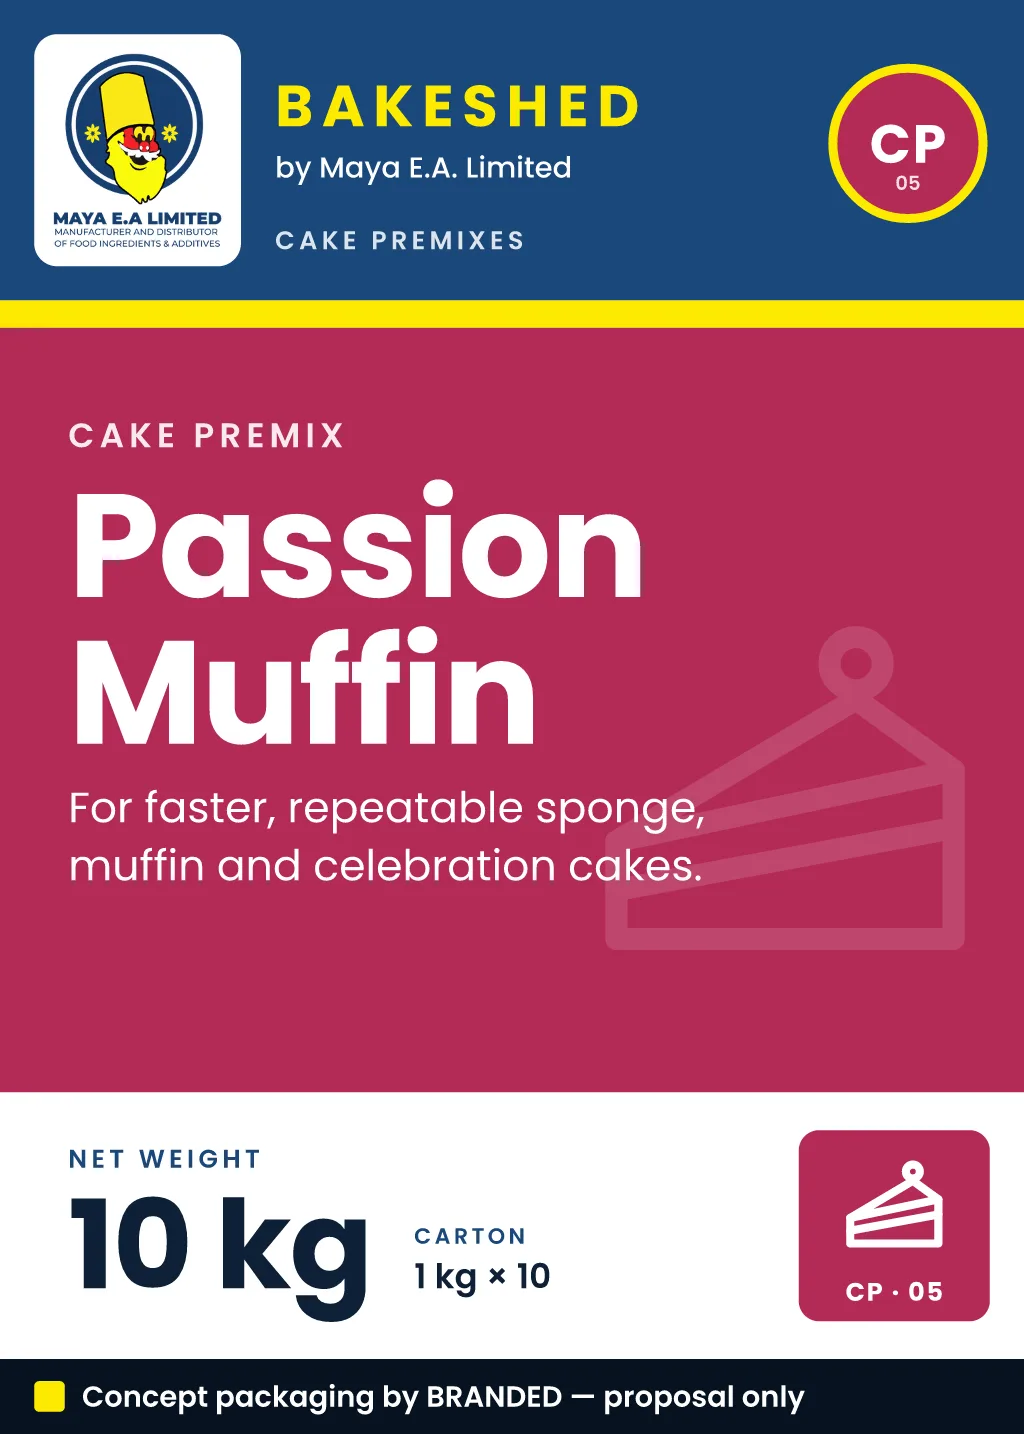 MAYA E.A LIMITED
MANUFACTURER AND DISTRIBUTOR
OF FOOD INGREDIENTS & ADDITIVES
BAKESHED
by Maya E.A. Limited
CAKE PREMIXES
CP
05
CAKE PREMIX
Passion
Muffin
For faster, repeatable sponge,
muffin and celebration cakes.
NET WEIGHT
10 kg
CARTON
1 kg × 10
CP · 05
Concept packaging by BRANDED — proposal only